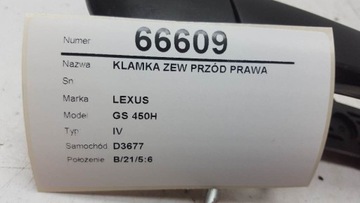 Numer 66609
Nazwa KLAMKA ZEW PRZÓD PRAWA
Sn
Marka LEXUS
Model GS 450H
Typ IV
Samochód D3677
Położenie B/21/5:6